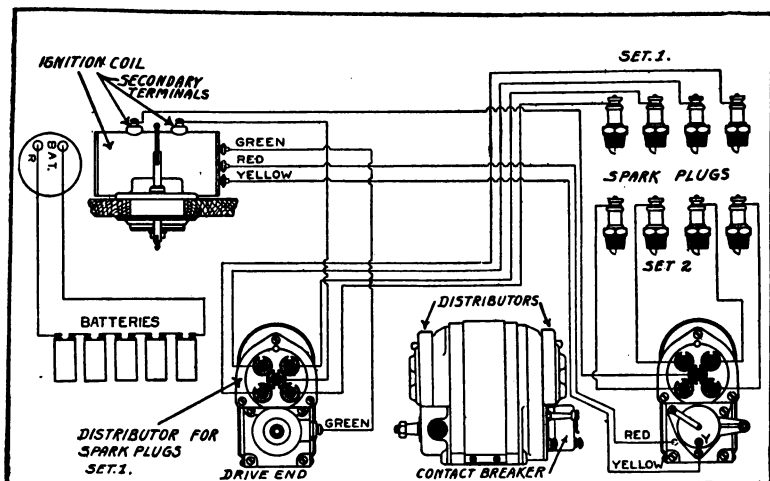 IGNITION COIL
SECONDARY
TERMINALS
SET.1.
GREEN
RED
YELLOW
BAT.
R
SPARK PLUGS
SET 2
BATTERIES
DISTRIBUTORS
GREEN
DISTRIBUTOR FOR
SPARK PLUGS
SET.1.
DRIVE END
CONTACT BREAKER
RED
Y
YELLOW